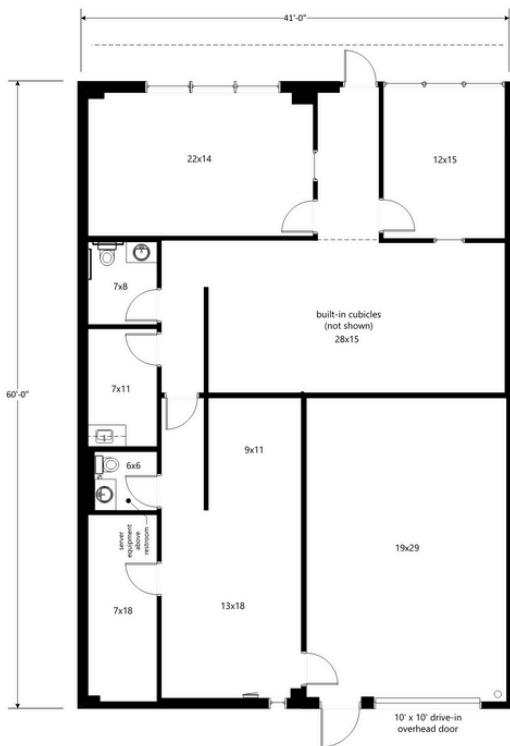 41'-0"
22x14
12x15
7x8
built-in cubicles
(not shown)
28x15
7x11
60'-0"
9x11
6x6
server
equipment
above
restroom
19x29
7x18
13x18
10' x 10' drive-in
overhead door